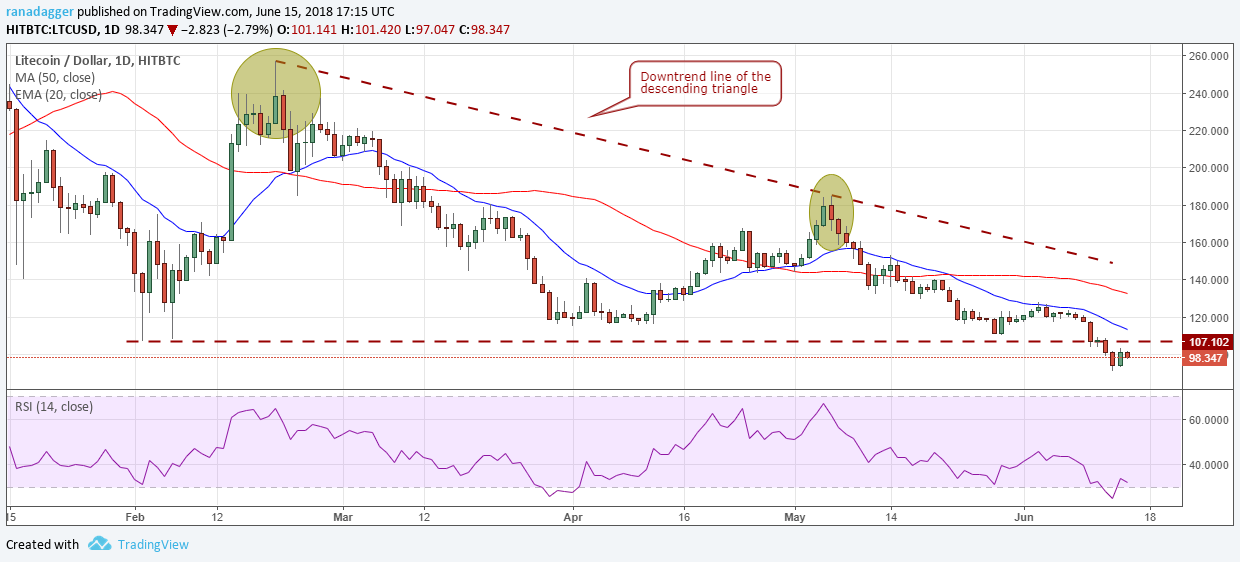 ranadagger published on TradingView.com, June 15, 2018 17:15 UTC
HITBTC:LTCUSD, 1D 98.347 ▼ −2.823 (−2.79%) O:101.141 H:101.420 L:97.047 C:98.347
Litecoin / Dollar, 1D, HITBTC
MA (50, close)
EMA (20, close)
Downtrend line of the
descending triangle
260.000
240.000
220.000
200.000
180.000
160.000
140.000
120.000
107.102
98.347
RSI (14, close)
60.0000
40.0000
15 Feb 12 Mar 12 Apr 16 May 14 Jun 18
Created with TradingView